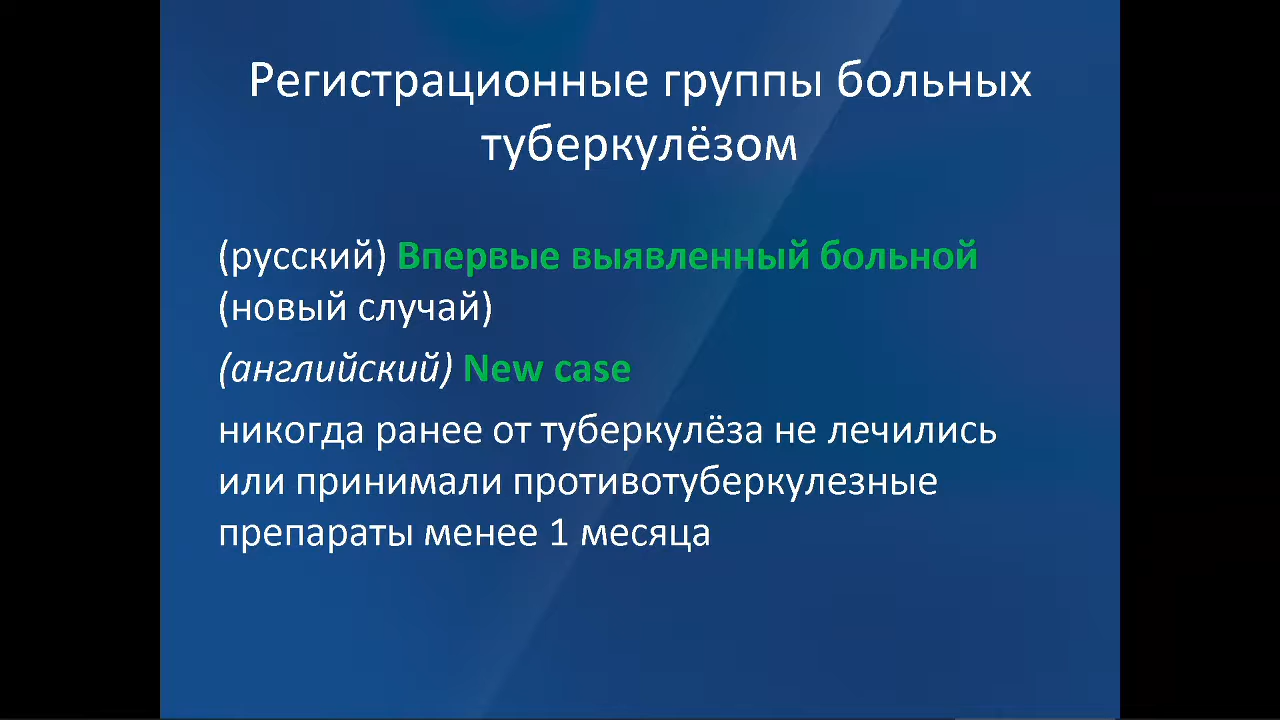 Регистрационные группы больных
туберкулёзом
(русский) Впервые выявленный больной
(новый случай)
(английский) New case
никогда ранее от туберкулёза не лечились
или принимали противотуберкулезные
препараты менее 1 месяца